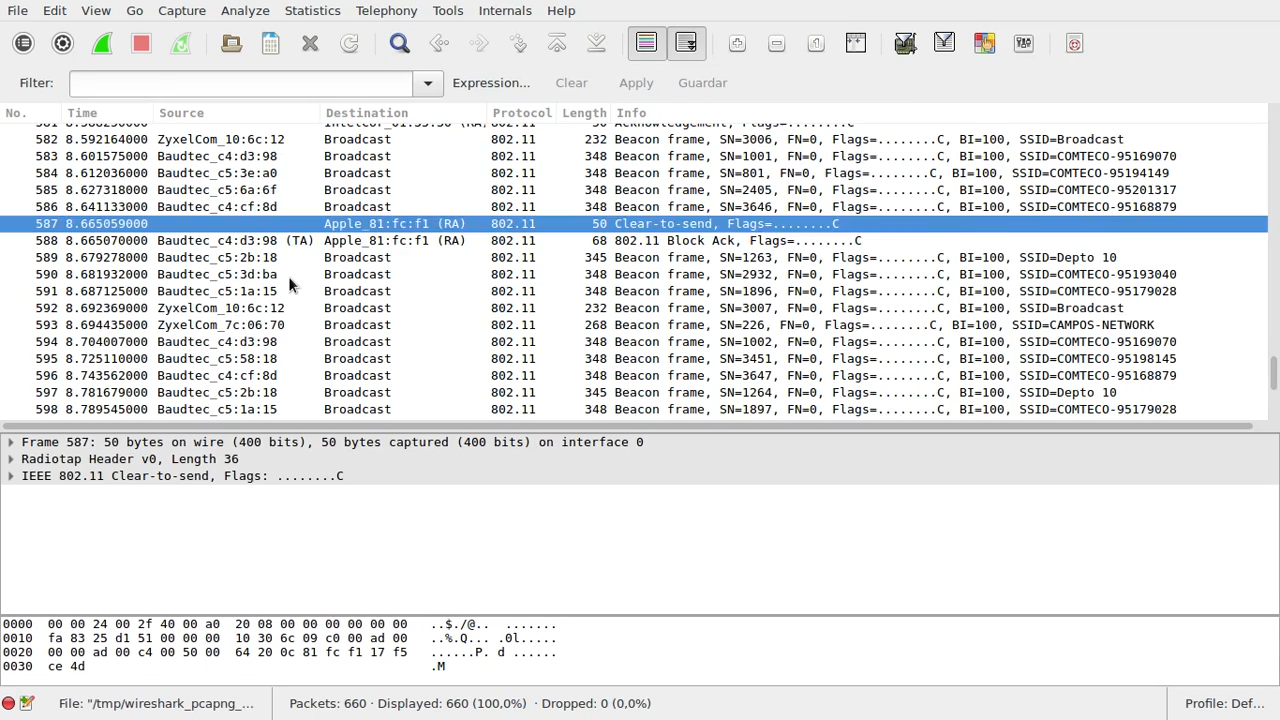 File Edit View Go Capture Analyze Statistics Telephony Tools Internals Help
Filter: Expression... Clear Apply Guardar
No. Time Source Destination Protocol Length Info
582 8.592164000 ZyxelCom_10:6c:12 Broadcast 802.11 232 Beacon frame, SN=3006, FN=0, Flags=........C, BI=100, SSID=Broadcast
583 8.601575000 Baudtec_c4:d3:98 Broadcast 802.11 348 Beacon frame, SN=1001, FN=0, Flags=........C, BI=100, SSID=COMTECO-95169070
584 8.612036000 Baudtec_c5:3e:a0 Broadcast 802.11 348 Beacon frame, SN=801, FN=0, Flags=........C, BI=100, SSID=COMTECO-95194149
585 8.627318000 Baudtec_c5:6a:6f Broadcast 802.11 348 Beacon frame, SN=2405, FN=0, Flags=........C, BI=100, SSID=COMTECO-95201317
586 8.641133000 Baudtec_c4:cf:8d Broadcast 802.11 348 Beacon frame, SN=3646, FN=0, Flags=........C, BI=100, SSID=COMTECO-95168879
587 8.665059000 Apple_81:fc:f1 (RA) 802.11 50 Clear-to-send, Flags=........C
588 8.665070000 Baudtec_c4:d3:98 (TA) Apple_81:fc:f1 (RA) 802.11 68 802.11 Block Ack, Flags=........C
589 8.679278000 Baudtec_c5:2b:18 Broadcast 802.11 345 Beacon frame, SN=1263, FN=0, Flags=........C, BI=100, SSID=Depto 10
590 8.681932000 Baudtec_c5:3d:ba Broadcast 802.11 348 Beacon frame, SN=2932, FN=0, Flags=........C, BI=100, SSID=COMTECO-95193040
591 8.687125000 Baudtec_c5:1a:15 Broadcast 802.11 348 Beacon frame, SN=1896, FN=0, Flags=........C, BI=100, SSID=COMTECO-95179028
592 8.692369000 ZyxelCom_10:6c:12 Broadcast 802.11 232 Beacon frame, SN=3007, FN=0, Flags=........C, BI=100, SSID=Broadcast
593 8.694435000 ZyxelCom_7c:06:70 Broadcast 802.11 268 Beacon frame, SN=226, FN=0, Flags=........C, BI=100, SSID=CAMPOS-NETWORK
594 8.704007000 Baudtec_c4:d3:98 Broadcast 802.11 348 Beacon frame, SN=1002, FN=0, Flags=........C, BI=100, SSID=COMTECO-95169070
595 8.725110000 Baudtec_c5:58:18 Broadcast 802.11 348 Beacon frame, SN=3451, FN=0, Flags=........C, BI=100, SSID=COMTECO-95198145
596 8.743562000 Baudtec_c4:cf:8d Broadcast 802.11 348 Beacon frame, SN=3647, FN=0, Flags=........C, BI=100, SSID=COMTECO-95168879
597 8.781679000 Baudtec_c5:2b:18 Broadcast 802.11 345 Beacon frame, SN=1264, FN=0, Flags=........C, BI=100, SSID=Depto 10
598 8.789545000 Baudtec_c5:1a:15 Broadcast 802.11 348 Beacon frame, SN=1897, FN=0, Flags=........C, BI=100, SSID=COMTECO-95179028
Frame 587: 50 bytes on wire (400 bits), 50 bytes captured (400 bits) on interface 0
Radiotap Header v0, Length 36
IEEE 802.11 Clear-to-send, Flags: ........C
0000 00 00 24 00 2f 40 00 a0 20 08 00 00 00 00 00 00 ..$./@.. .......
0010 fa 83 25 d1 51 00 00 00 10 30 6c 09 c0 00 ad 00 ..%.Q... .0l.....
0020 00 00 ad 00 c4 00 50 00 64 20 0c 81 fc f1 17 f5 ......P. d ......
0030 ce 4d .M
File: "/tmp/wireshark_pcapng_... Packets: 660 · Displayed: 660 (100,0%) · Dropped: 0 (0,0%) Profile: Def...